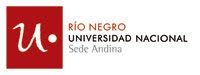 u.
RÍO NEGRO
UNIVERSIDAD NACIONAL
Sede Andina